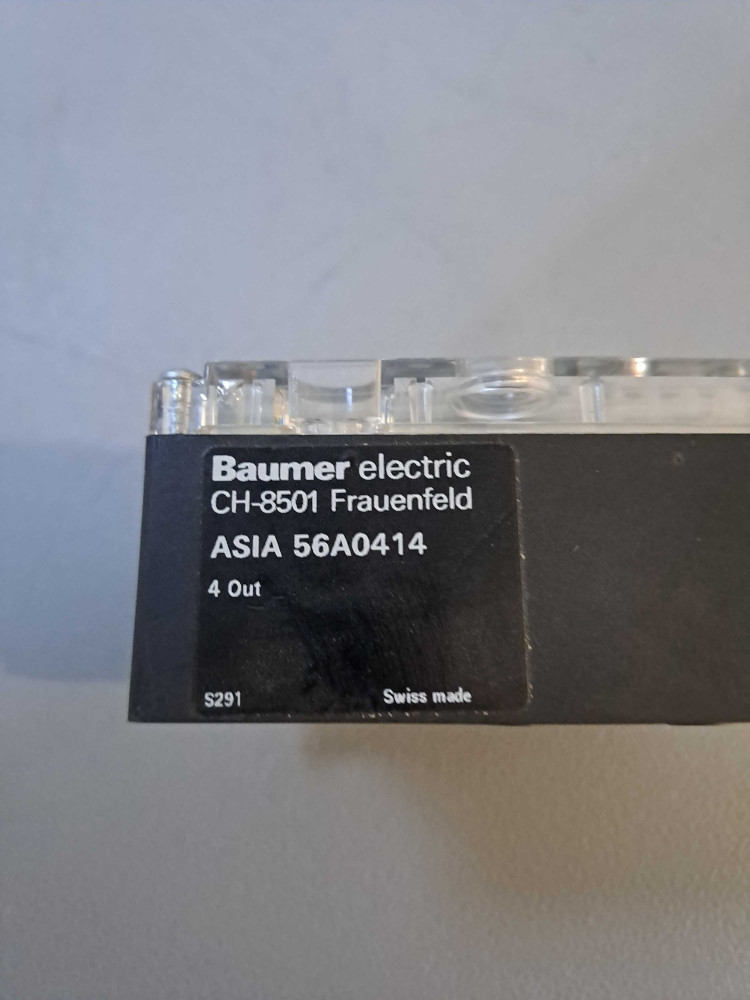 Baumer electric
CH-8501 Frauenfeld
ASIA 56A0414
4 Out
S291 Swiss made